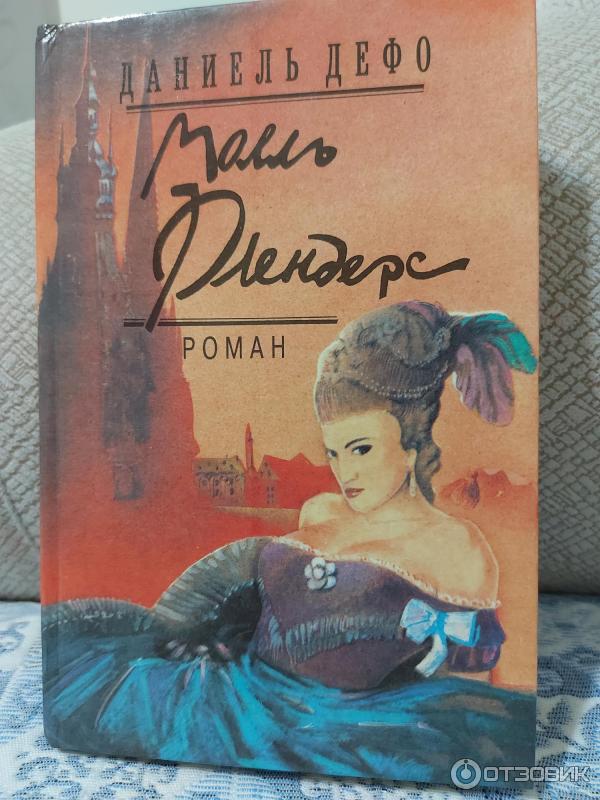 ДАНИЕЛЬ ДЕФО
Молль
Флендерс
РОМАН
ОТЗОВИК